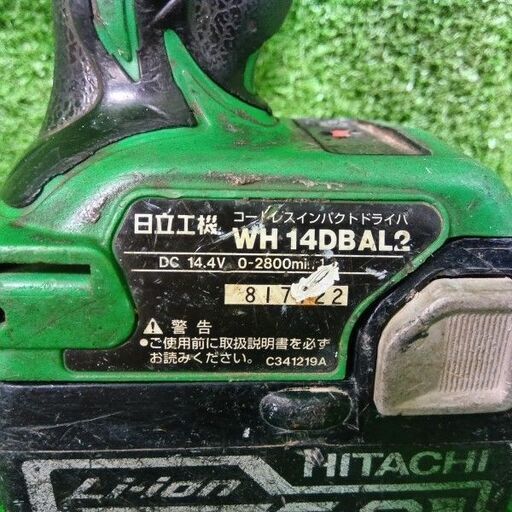 日立工機 コードレスインパクトドライバ
WH 14DBAL2
DC 14.4V 0-2800min
警告
●ご使用前に取扱説明書を必ず
お読みください。 C341219A
HITACHI
Li-ion